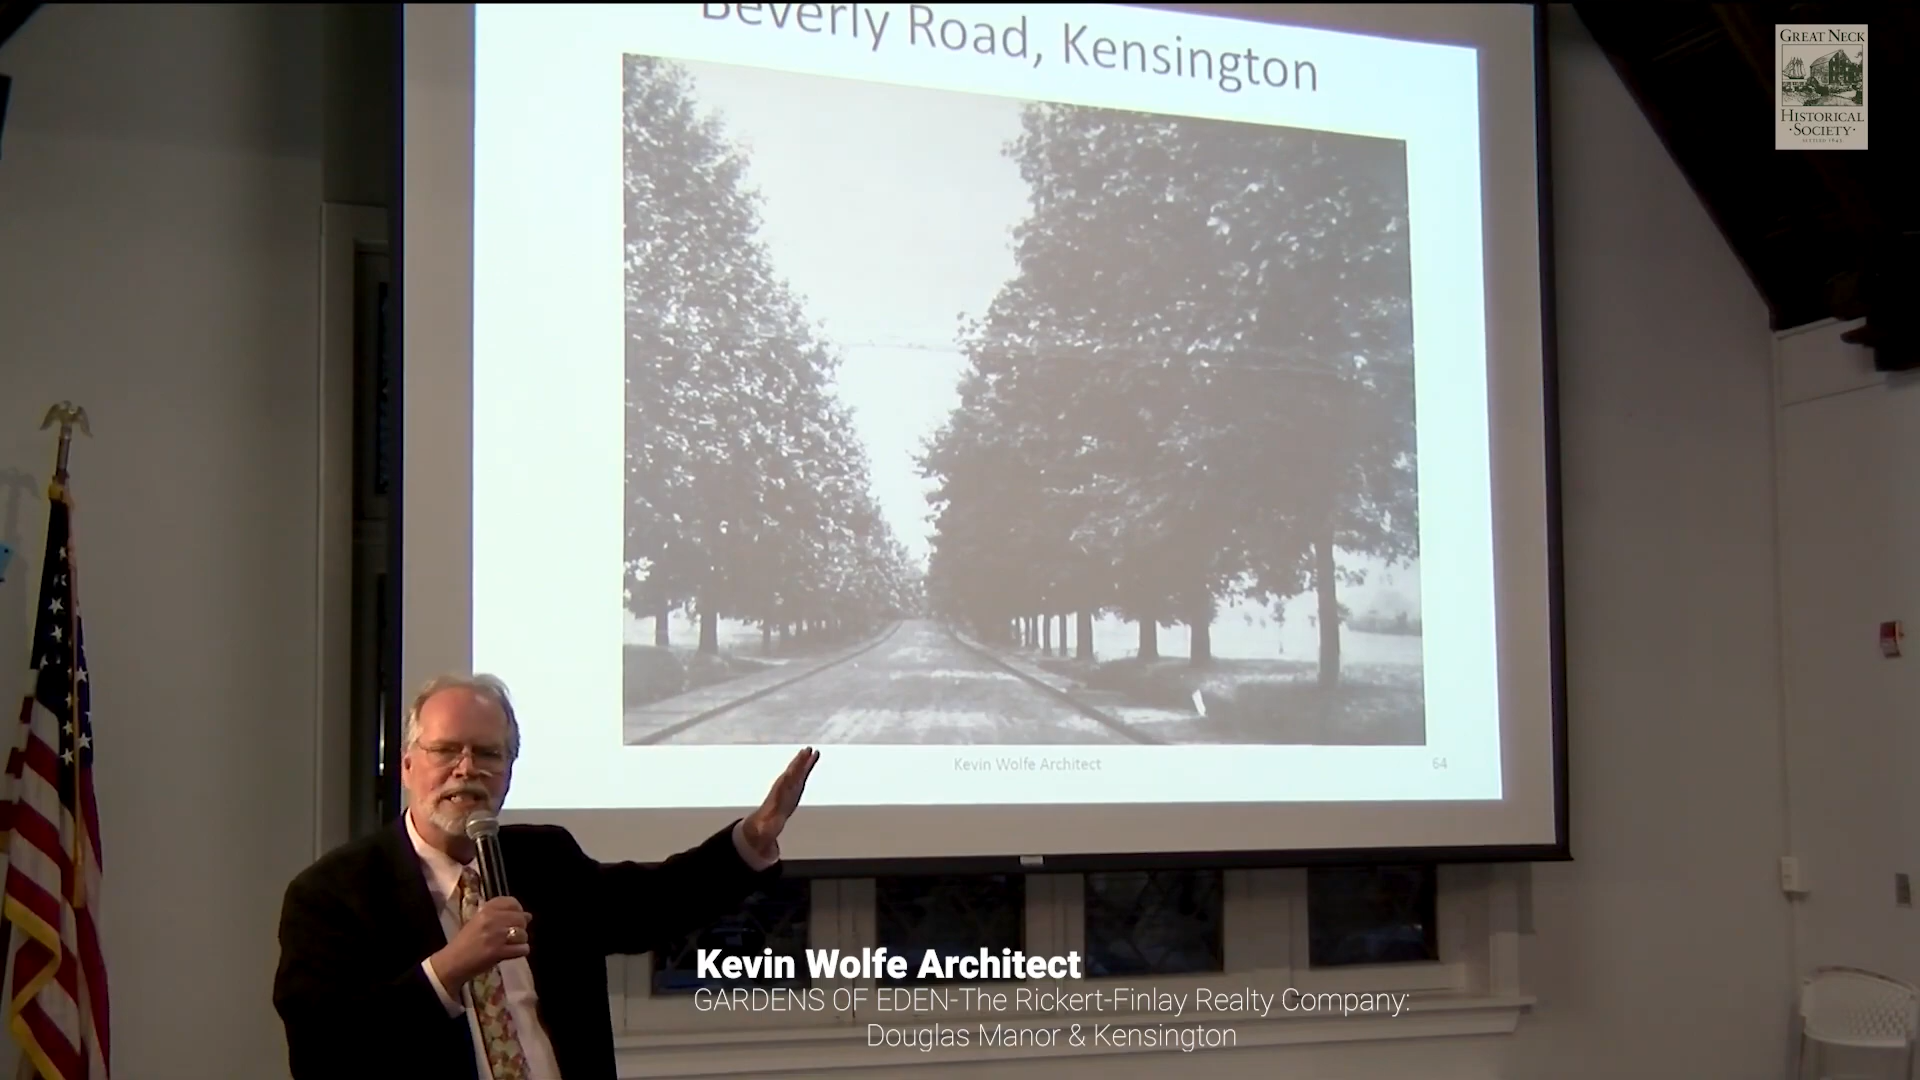 Beverly Road, Kensington
GREAT NECK
HISTORICAL
·SOCIETY·
Kevin Wolfe Architect
64
Kevin Wolfe Architect
GARDENS OF EDEN-The Rickert-Finlay Realty Company:
Douglas Manor & Kensington